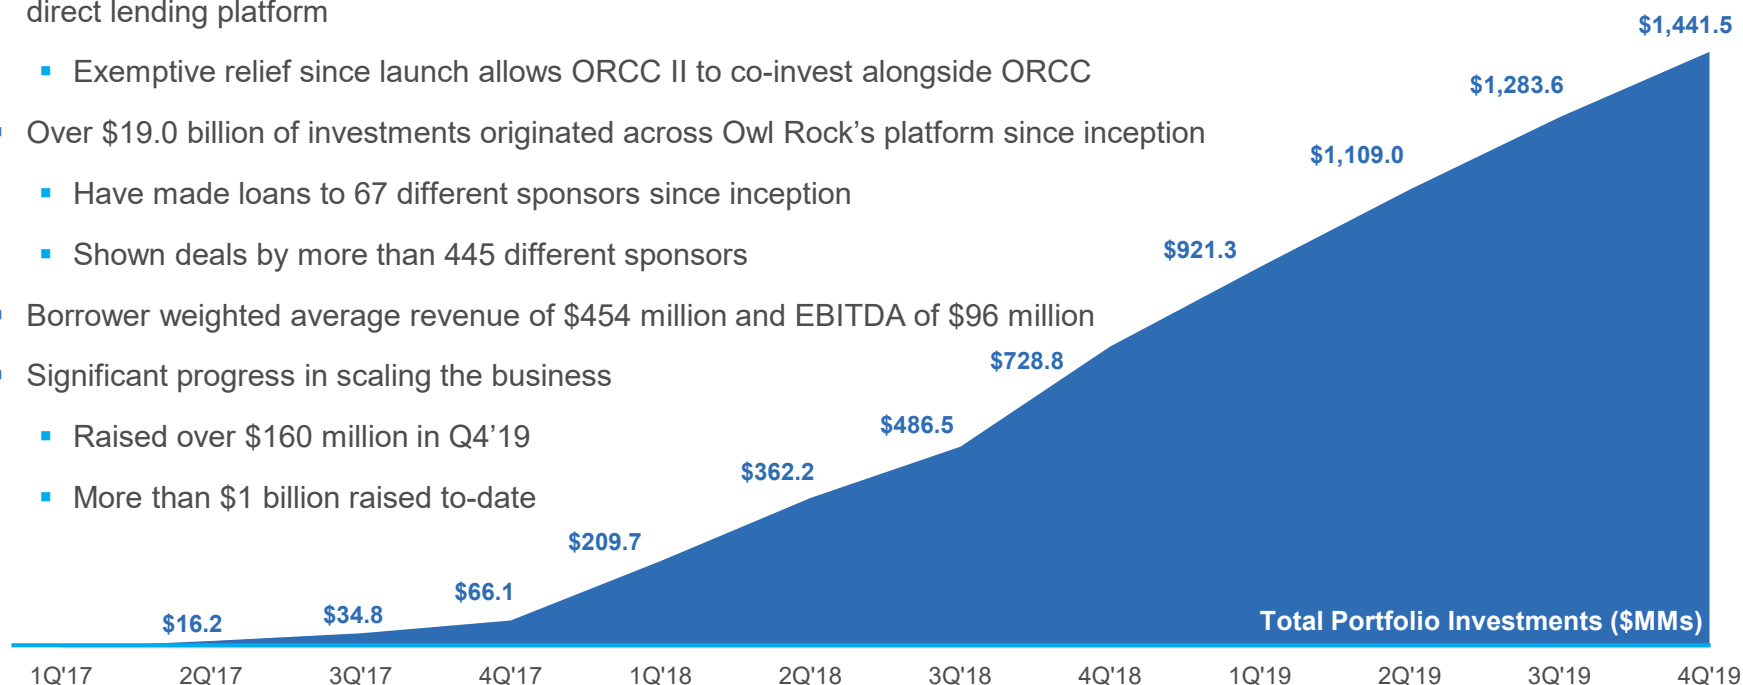 direct lending platform
▪ Exemptive relief since launch allows ORCC II to co-invest alongside ORCC
Over $19.0 billion of investments originated across Owl Rock’s platform since inception
▪ Have made loans to 67 different sponsors since inception
▪ Shown deals by more than 445 different sponsors
Borrower weighted average revenue of $454 million and EBITDA of $96 million
Significant progress in scaling the business
▪ Raised over $160 million in Q4’19
▪ More than $1 billion raised to-date
$16.2
$34.8
$66.1
$209.7
$362.2
$486.5
$728.8
$921.3
$1,109.0
$1,283.6
$1,441.5
Total Portfolio Investments ($MMs)
1Q'17 2Q'17 3Q'17 4Q'17 1Q'18 2Q'18 3Q'18 4Q'18 1Q'19 2Q'19 3Q'19 4Q'19